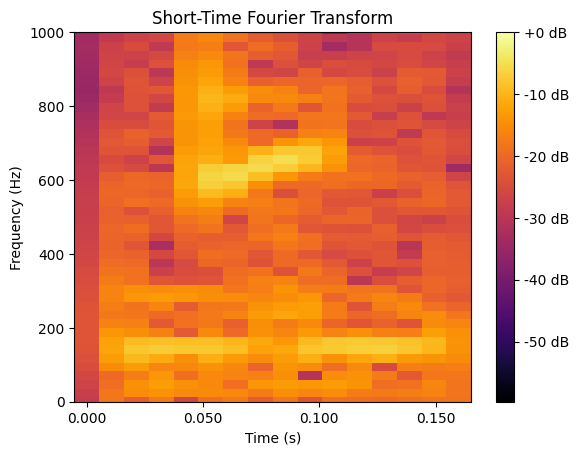 Short-Time Fourier Transform
1000
800
600
400
200
0
Frequency (Hz)
0.000
0.050
0.100
0.150
Time (s)
+0 dB
-10 dB
-20 dB
-30 dB
-40 dB
-50 dB